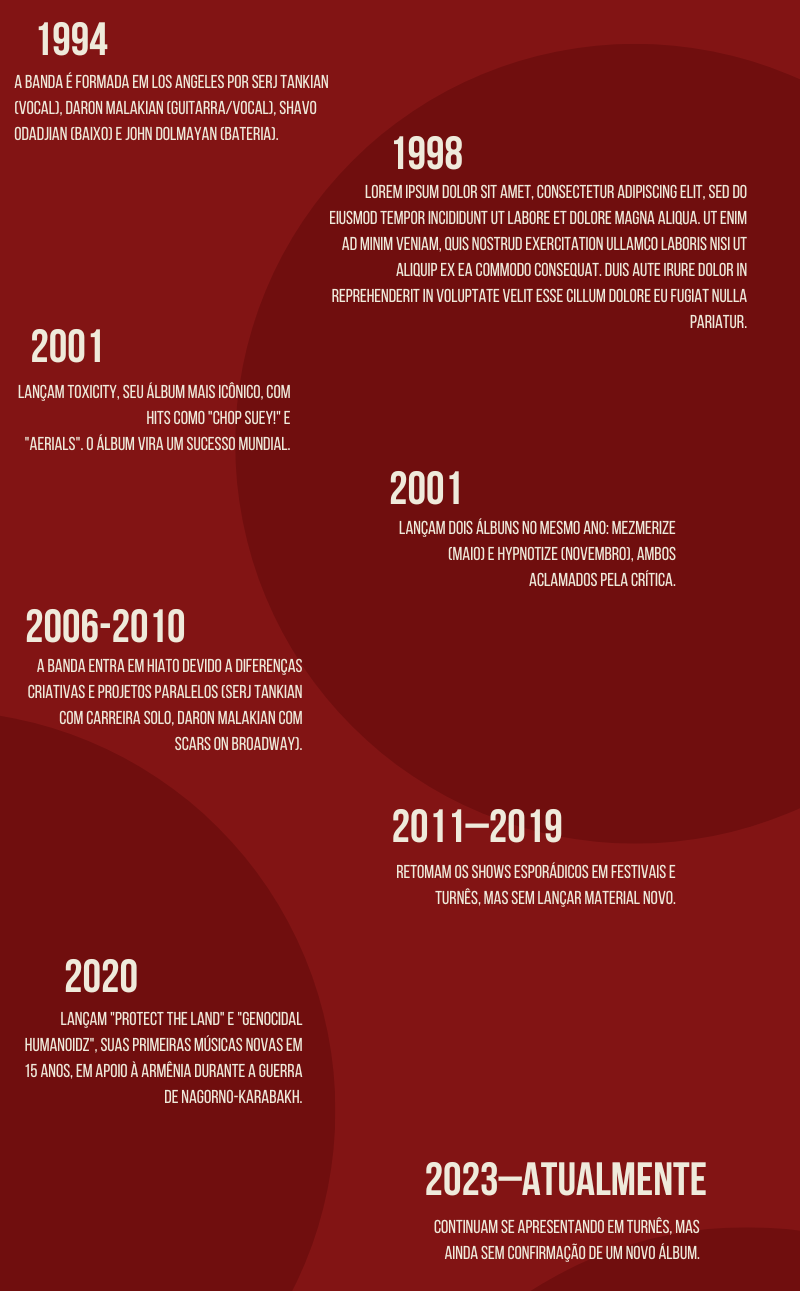 1994
A BANDA É FORMADA EM LOS ANGELES POR SERJ TANKIAN
(VOCAL), DARON MALAKIAN (GUITARRA/VOCAL), SHAVO
ODADJIAN (BAIXO) E JOHN DOLMAYAN (BATERIA).
1998
LOREM IPSUM DOLOR SIT AMET, CONSECTETUR ADIPISCING ELIT, SED DO
EIUSMOD TEMPOR INCIDIDUNT UT LABORE ET DOLORE MAGNA ALIQUA. UT ENIM
AD MINIM VENIAM, QUIS NOSTRUD EXERCITATION ULLAMCO LABORIS NISI UT
ALIQUIP EX EA COMMODO CONSEQUAT. DUIS AUTE IRURE DOLOR IN
REPREHENDERIT IN VOLUPTATE VELIT ESSE CILLUM DOLORE EU FUGIAT NULLA
PARIATUR.
2001
LANÇAM TOXICITY, SEU ÁLBUM MAIS ICÔNICO, COM
HITS COMO "CHOP SUEY!" E
"AERIALS". O ÁLBUM VIRA UM SUCESSO MUNDIAL.
2001
LANÇAM DOIS ÁLBUNS NO MESMO ANO: MEZMERIZE
(MAIO) E HYPNOTIZE (NOVEMBRO), AMBOS
ACLAMADOS PELA CRÍTICA.
2006-2010
A BANDA ENTRA EM HIATO DEVIDO A DIFERENÇAS
CRIATIVAS E PROJETOS PARALELOS (SERJ TANKIAN
COM CARREIRA SOLO, DARON MALAKIAN COM
SCARS ON BROADWAY).
2011–2019
RETOMAM OS SHOWS ESPORÁDICOS EM FESTIVAIS E
TURNÊS, MAS SEM LANÇAR MATERIAL NOVO.
2020
LANÇAM "PROTECT THE LAND" E "GENOCIDAL
HUMANOIDZ", SUAS PRIMEIRAS MÚSICAS NOVAS EM
15 ANOS, EM APOIO À ARMÊNIA DURANTE A GUERRA
DE NAGORNO-KARABAKH.
2023–ATUALMENTE
CONTINUAM SE APRESENTANDO EM TURNÊS, MAS
AINDA SEM CONFIRMAÇÃO DE UM NOVO ÁLBUM.